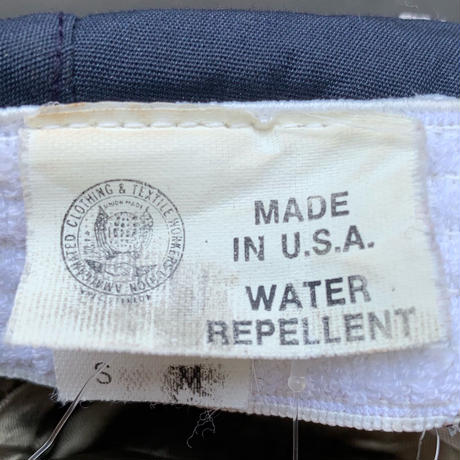 AMALGAMATED CLOTHING & TEXTILE WORKERS UNION
UNION MADE
MADE
IN U.S.A.
WATER
REPELLENT
S M